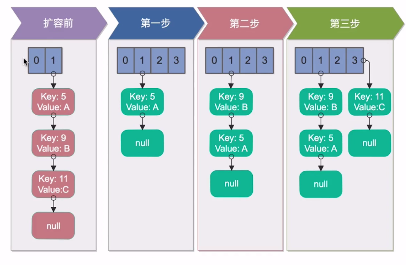 扩容前
第一步
第二步
第三步
0 1
0 1 2 3
0 1 2 3
0 1 2 3
Key: 5
Value: A
Key: 9
Value: B
Key: 11
Value:C
null
Key: 5
Value: A
null
Key: 9
Value: B
Key: 5
Value: A
null
Key: 9
Value: B
Key: 5
Value: A
null
Key: 11
Value:C
null